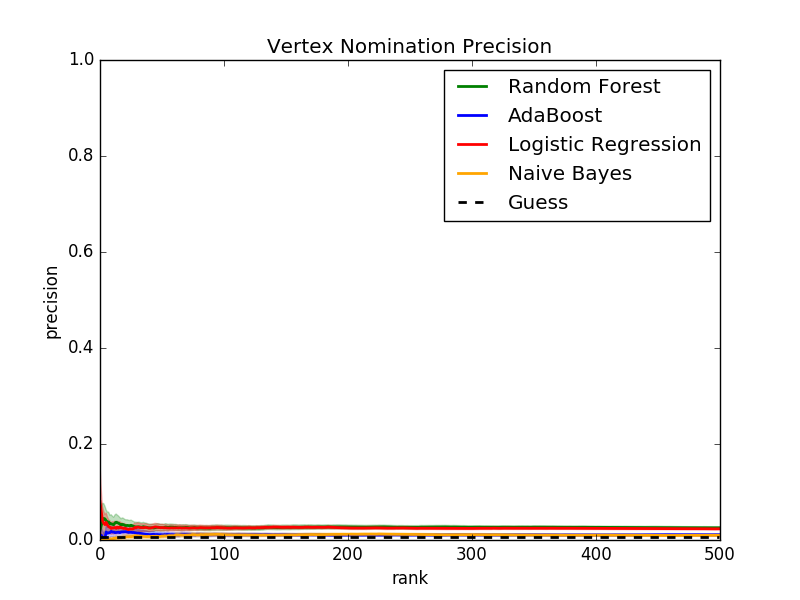 Vertex Nomination Precision
1.0
0.8
0.6
0.4
0.2
0.0
precision
Random Forest
AdaBoost
Logistic Regression
Naive Bayes
Guess
0 100 200 300 400 500
rank